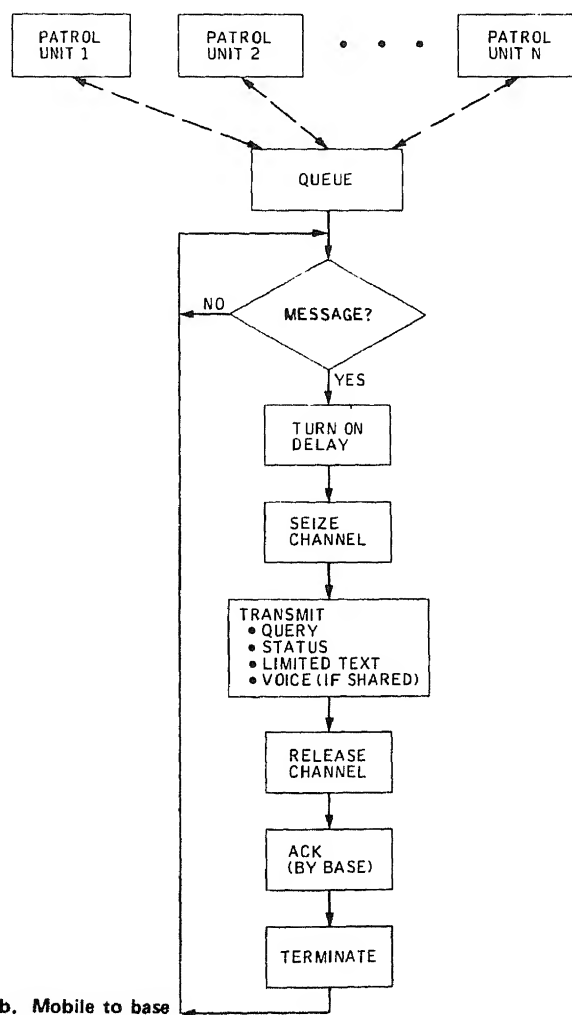 PATROL
UNIT 1
PATROL
UNIT 2
• • •
PATROL
UNIT N
QUEUE
MESSAGE?
NO
YES
TURN ON
DELAY
SEIZE
CHANNEL
TRANSMIT
• QUERY
• STATUS
• LIMITED TEXT
• VOICE (IF SHARED)
RELEASE
CHANNEL
ACK
(BY BASE)
TERMINATE
b. Mobile to base